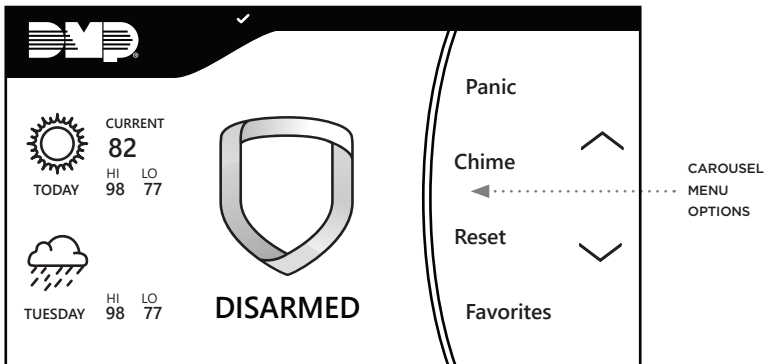 DMP
CURRENT
82
HI LO
98 77
TODAY
HI LO
98 77
TUESDAY
DISARMED
Panic
Chime
Reset
Favorites
CAROUSEL
MENU
OPTIONS